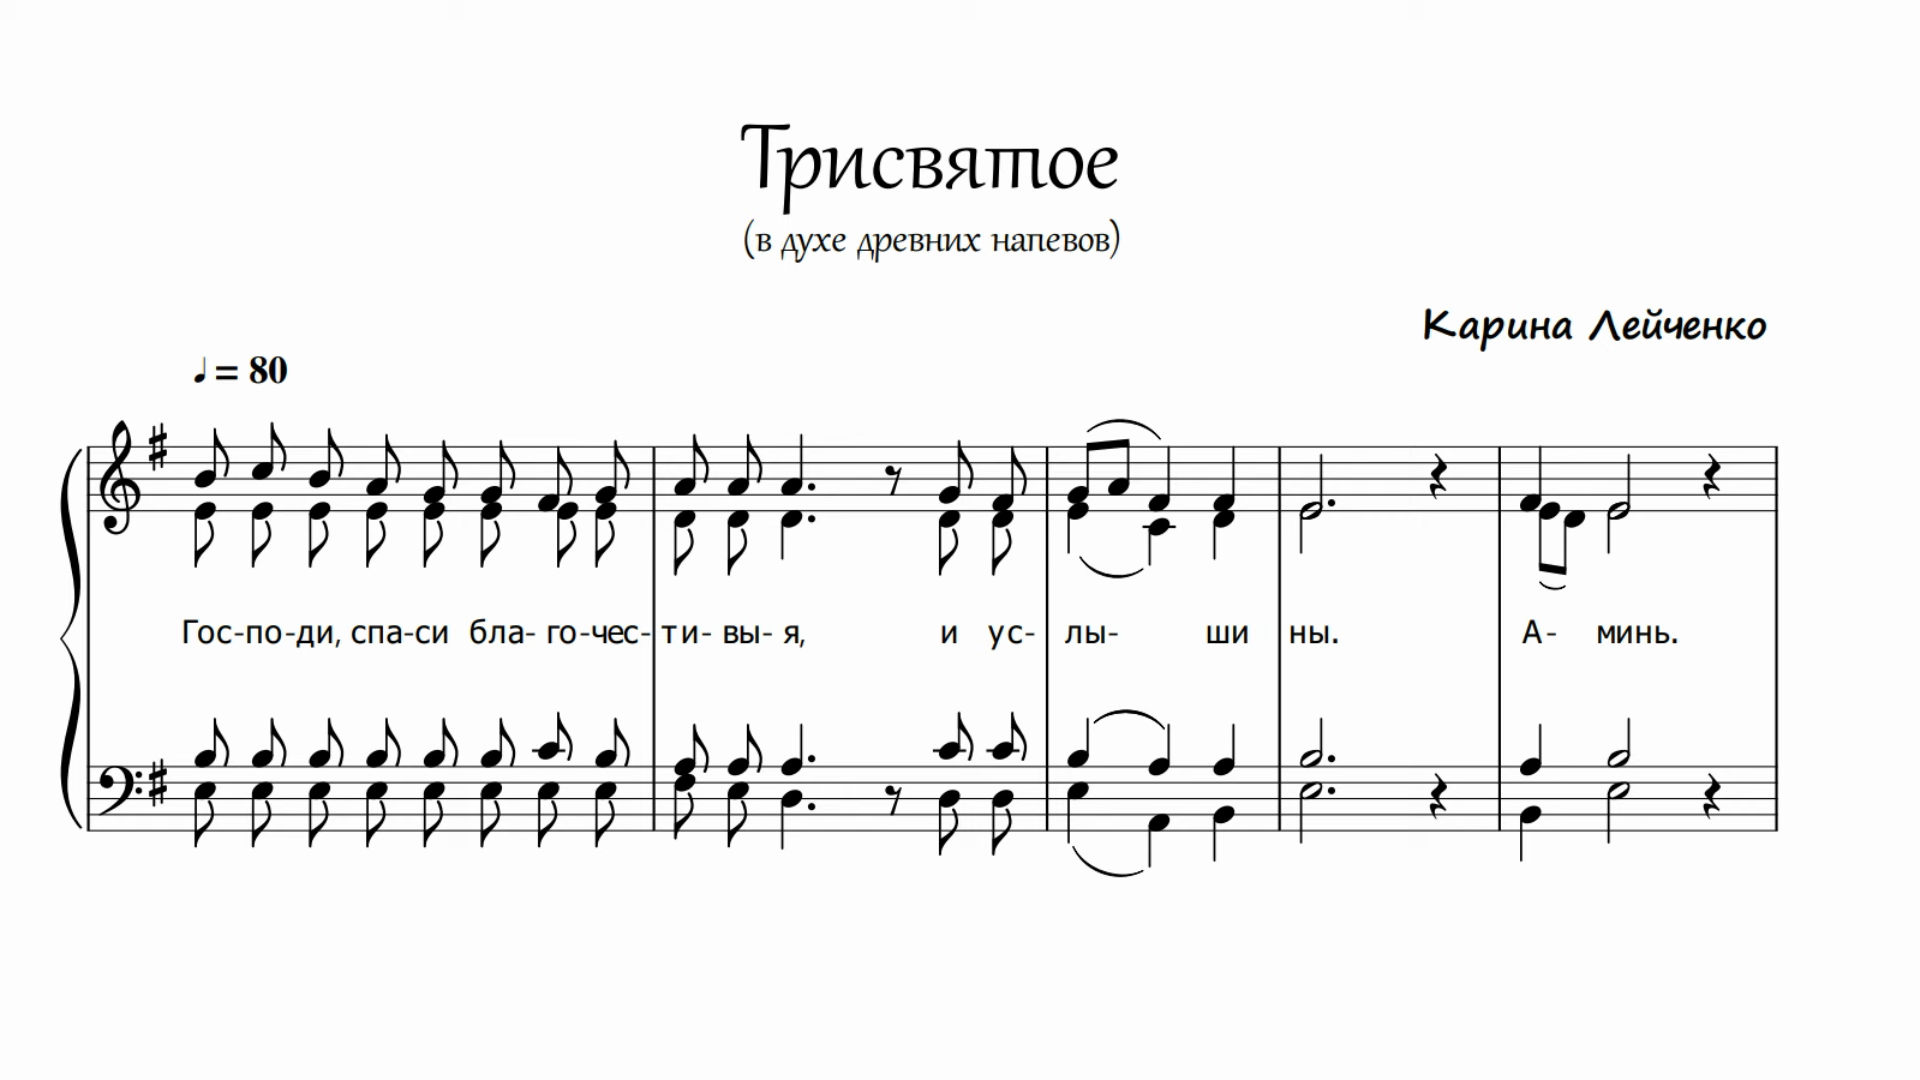 Трисвятое
(в духе древних напевов)
Карина Лейченко
♩ = 80
Гос-по-ди, спа-си бла- го-чес- ти- вы- я, и ус- лы- ши ны. А- минь.